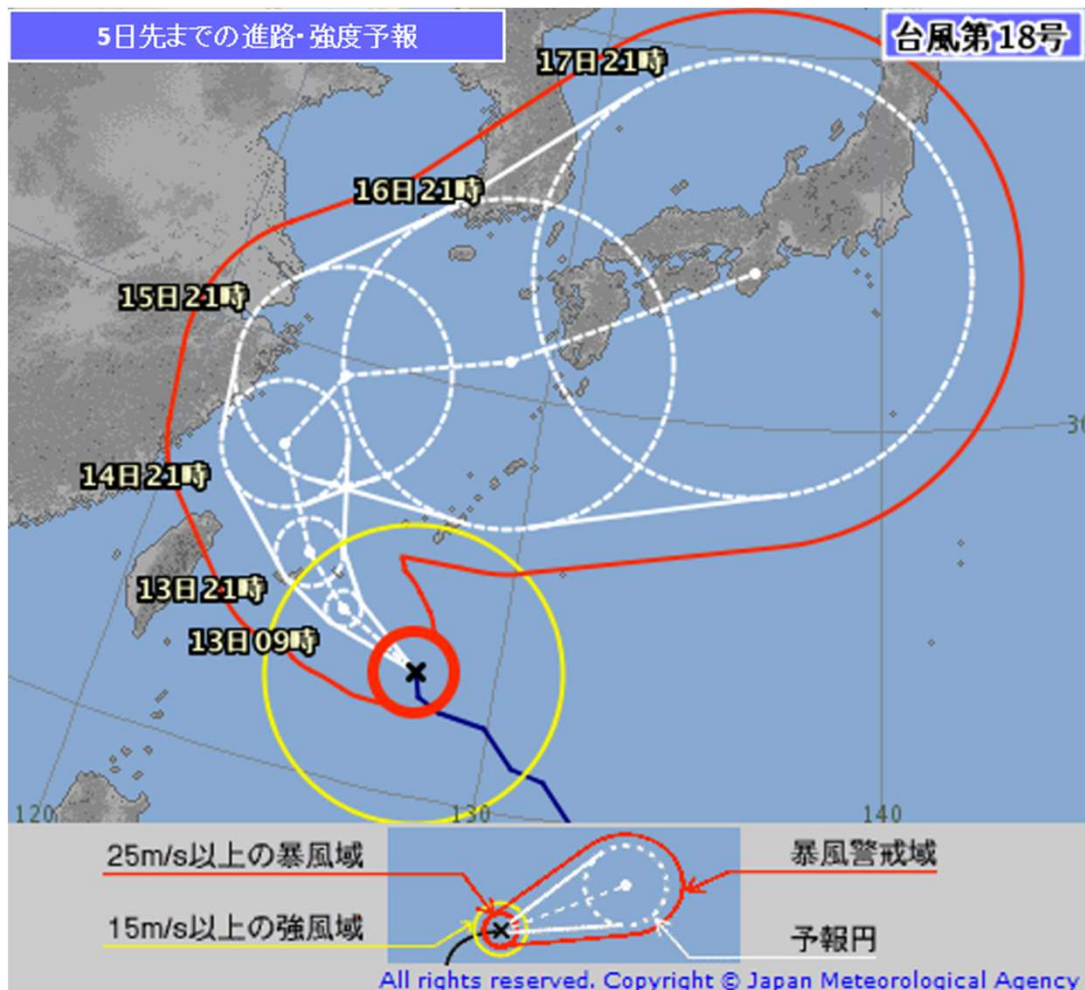 5日先までの進路・強度予報
台風第18号
17日21時
16日21時
15日21時
14日21時
13日21時
13日09時
30
120
130
140
25m/s以上の暴風域
暴風警戒域
15m/s以上の強風域
予報円
All rights reserved. Copyright © Japan Meteorological Agency